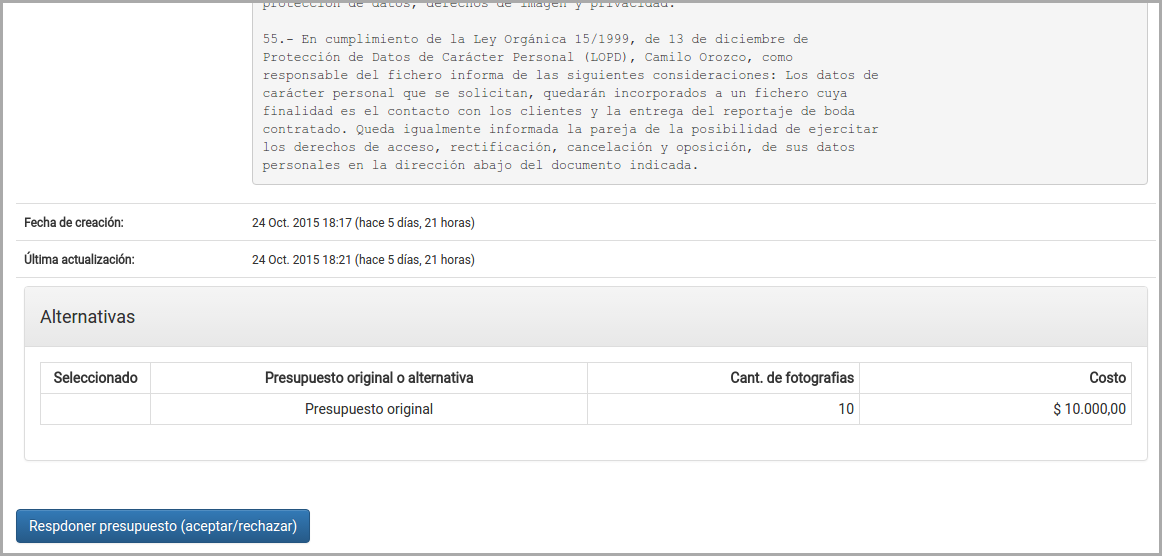 protección de datos, derechos de imagen y privacidad.
55.- En cumplimiento de la Ley Orgánica 15/1999, de 13 de diciembre de
Protección de Datos de Carácter Personal (LOPD), Camilo Orozco, como
responsable del fichero informa de las siguientes consideraciones: Los datos de
carácter personal que se solicitan, quedarán incorporados a un fichero cuya
finalidad es el contacto con los clientes y la entrega del reportaje de boda
contratado. Queda igualmente informada la pareja de la posibilidad de ejercitar
los derechos de acceso, rectificación, cancelación y oposición, de sus datos
personales en la dirección abajo del documento indicada.
Fecha de creación: 24 Oct. 2015 18:17 (hace 5 días, 21 horas)
Última actualización: 24 Oct. 2015 18:21 (hace 5 días, 21 horas)
Alternativas
Seleccionado Presupuesto original o alternativa Cant. de fotografias Costo
Presupuesto original 10 $ 10.000,00
Respdoner presupuesto (aceptar/rechazar)